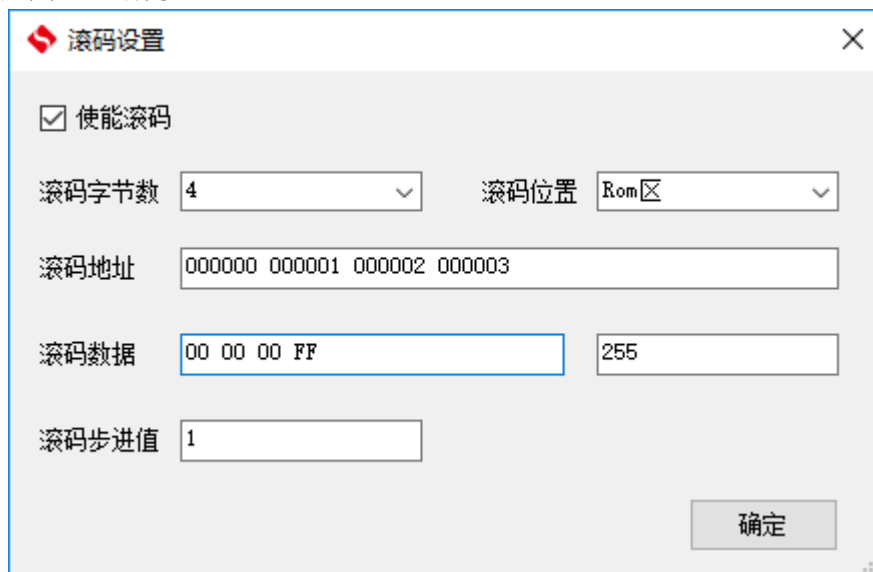 滚码设置
使能滚码
滚码字节数 4 滚码位置 Rom区
滚码地址 000000 000001 000002 000003
滚码数据 00 00 00 FF 255
滚码步进值 1
确定